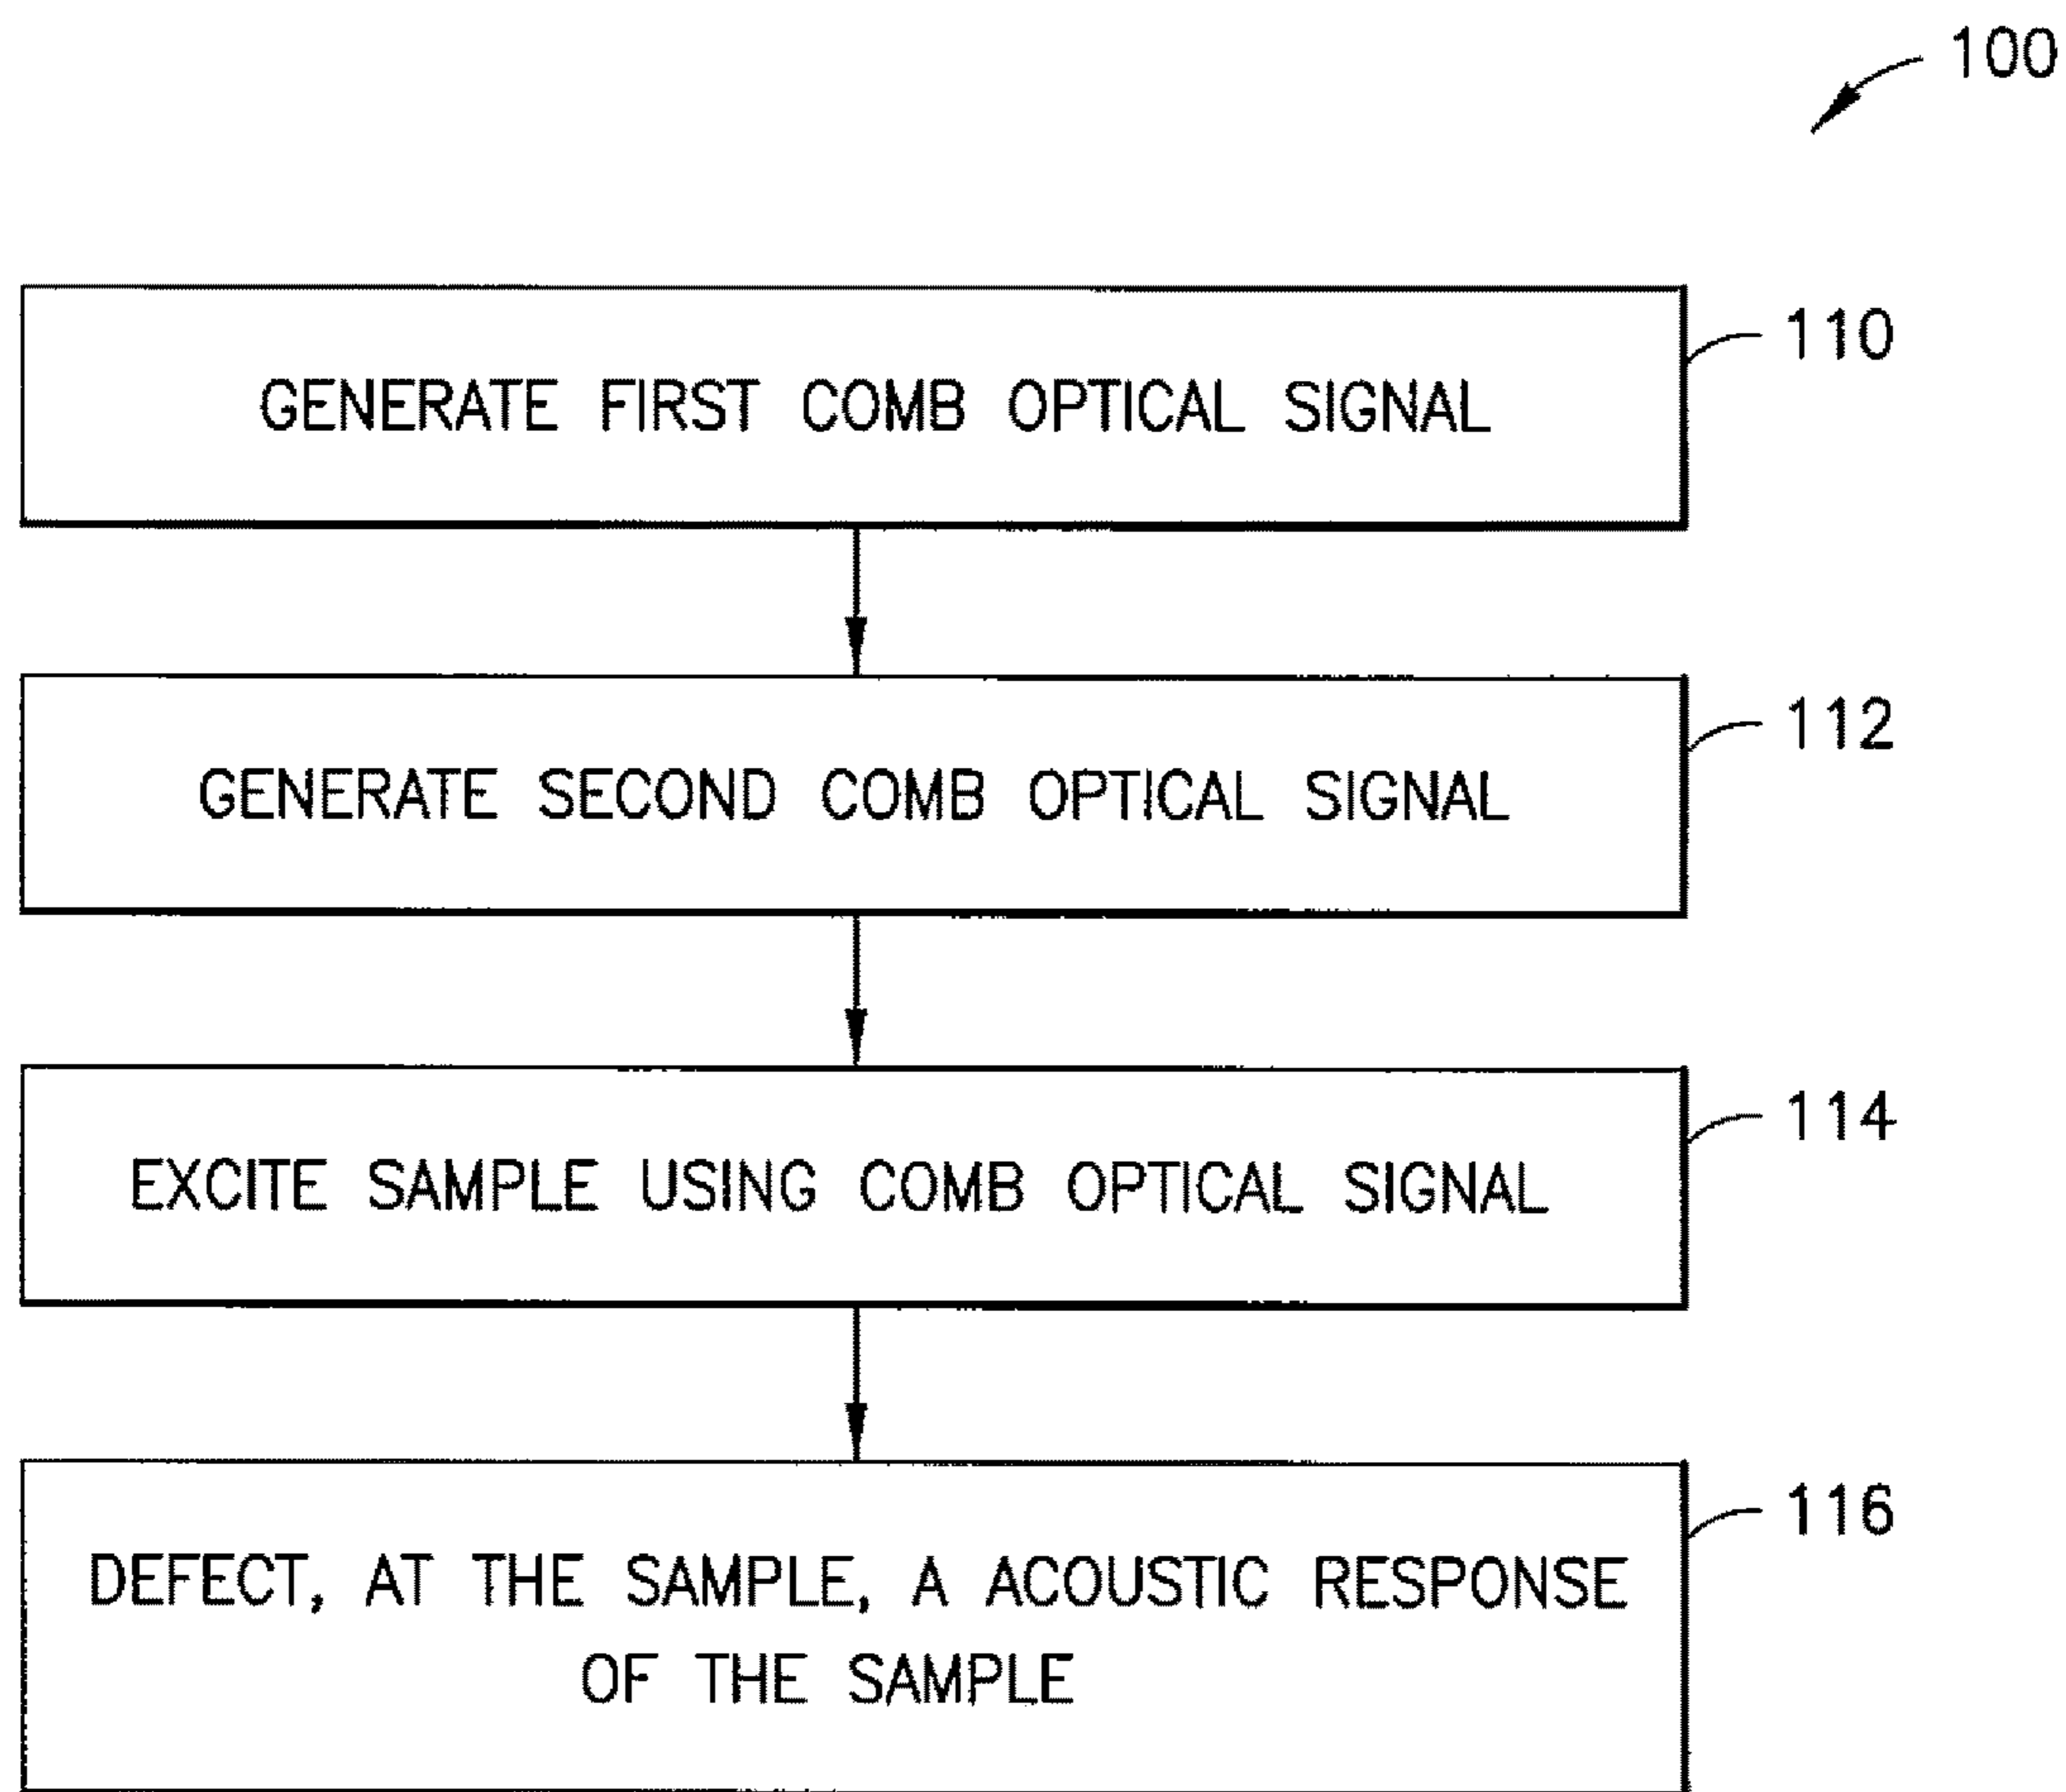 100
GENERATE FIRST COMB OPTICAL SIGNAL
110
GENERATE SECOND COMB OPTICAL SIGNAL
112
EXCITE SAMPLE USING COMB OPTICAL SIGNAL
114
DEFECT, AT THE SAMPLE, A ACOUSTIC RESPONSE
OF THE SAMPLE
116